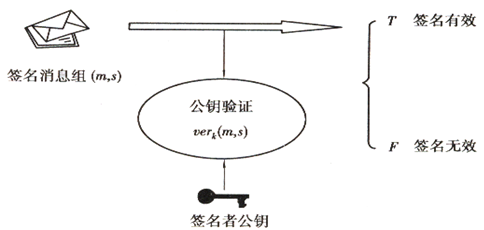 T 签名有效
签名消息组(m,s)
公钥验证
verₖ(m,s)
F 签名无效
签名者公钥